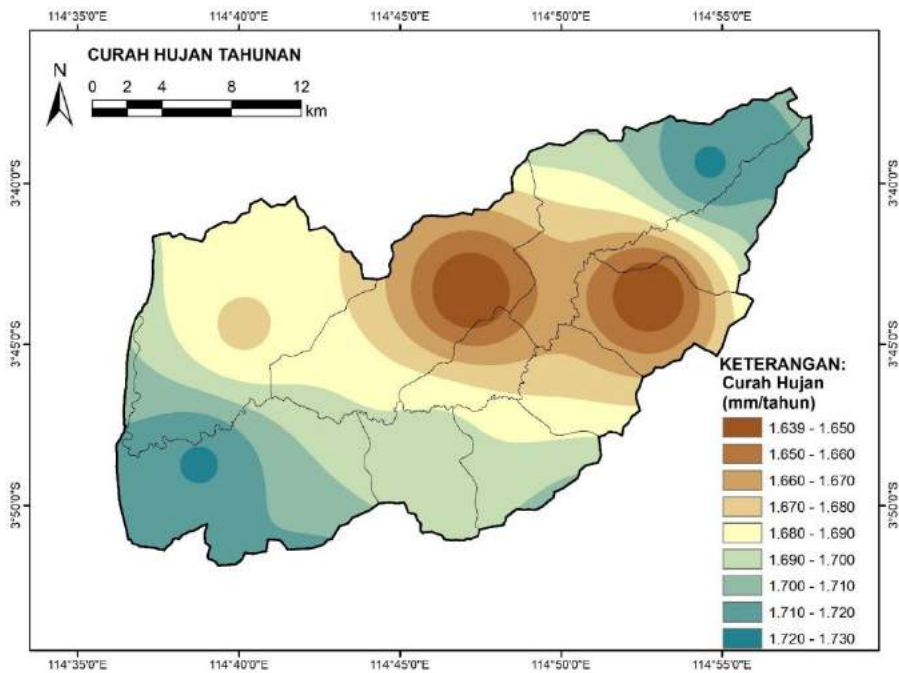 114°35'0"E 114°40'0"E 114°45'0"E 114°50'0"E 114°55'0"E
CURAH HUJAN TAHUNAN
N
0 2 4 8 12
km
3°40'0"S 3°40'0"S
3°45'0"S 3°45'0"S
3°50'0"S 3°50'0"S
KETERANGAN:
Curah Hujan
(mm/tahun)
1.639 - 1.650
1.650 - 1.660
1.660 - 1.670
1.670 - 1.680
1.680 - 1.690
1.690 - 1.700
1.700 - 1.710
1.710 - 1.720
1.720 - 1.730
114°35'0"E 114°40'0"E 114°45'0"E 114°50'0"E 114°55'0"E